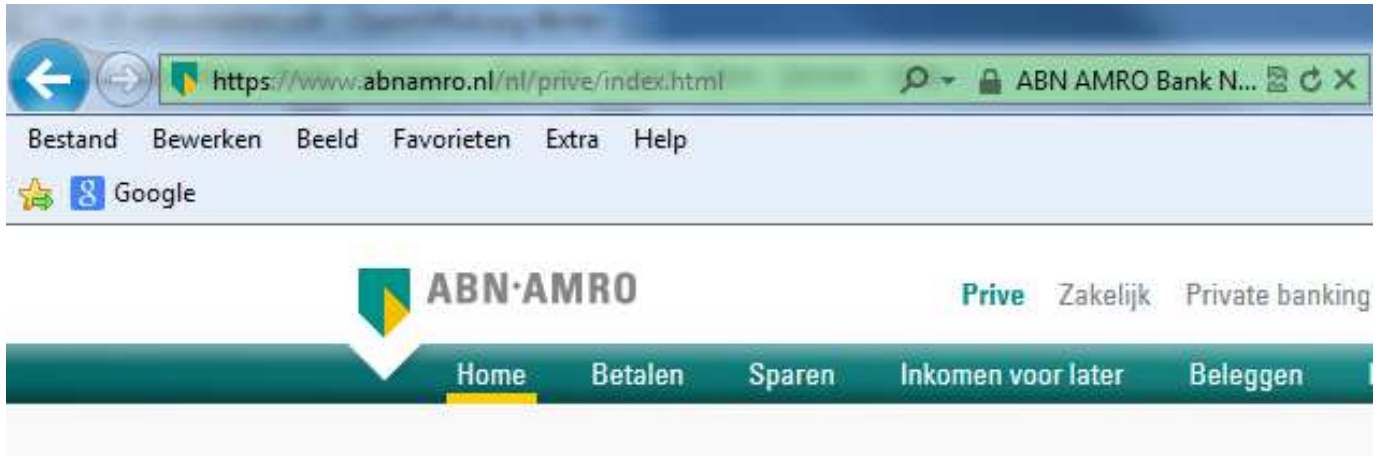 https://www.abnamro.nl/nl/prive/index.html ABN AMRO Bank N...
Bestand Bewerken Beeld Favorieten Extra Help
Google
ABN·AMRO
Prive Zakelijk Private banking
Home Betalen Sparen Inkomen voor later Beleggen